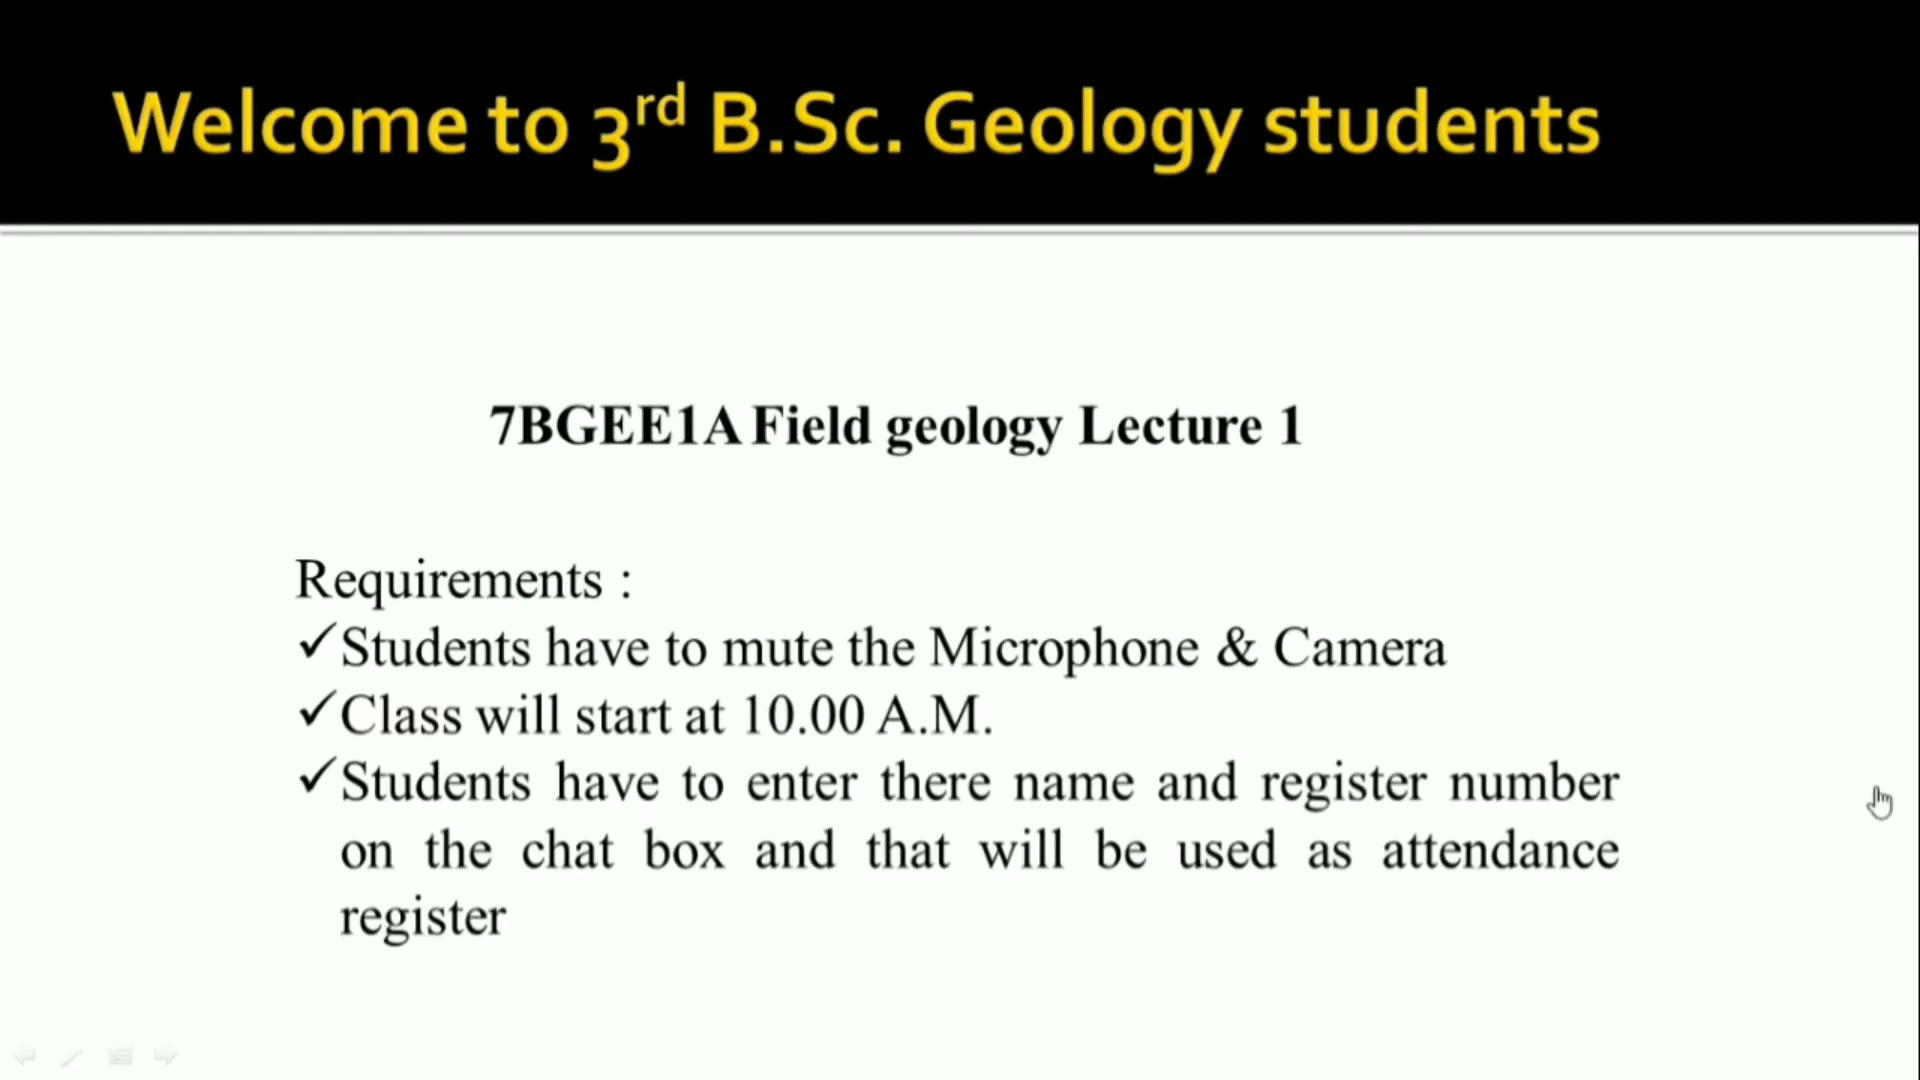 Welcome to 3rd B.Sc. Geology students
7BGEE1A Field geology Lecture 1
Requirements :
✓Students have to mute the Microphone & Camera
✓Class will start at 10.00 A.M.
✓Students have to enter there name and register number
on the chat box and that will be used as attendance
register